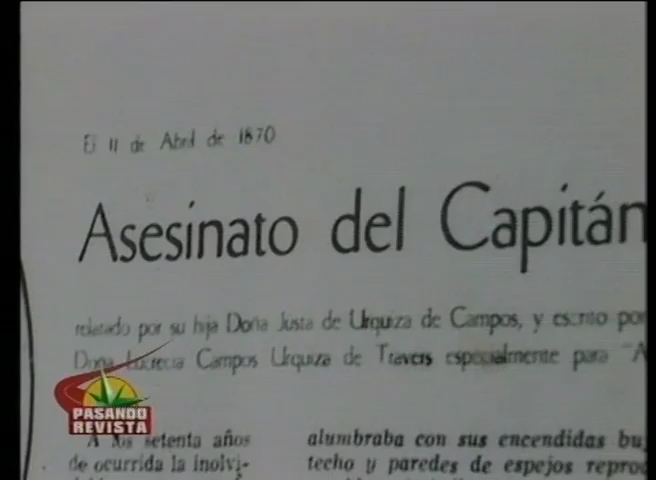 El 11 de Abril de 1870
Asesinato del Capitán
relatado por su hija Doña Justa de Urquiza de Campos, y escrito por
Doña Lucrecia Campos Urquiza de Travers especialmente para "A
PASANDO
REVISTA
A los setenta años
de ocurrida la inolvi-
alumbraba con sus encendidas bu
techo y paredes de espejos reprod